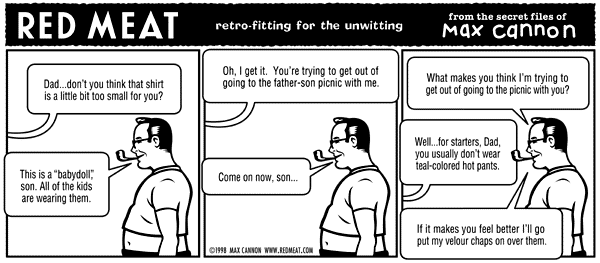 RED MEAT
retro-fitting for the unwitting
from the secret files of
Max cannon
Dad...don't you think that shirt
is a little bit too small for you?
This is a "babydoll",
son. All of the kids
are wearing them.
Oh, I get it. You're trying to get out of
going to the father-son picnic with me.
Come on now, son...
©1998 MAX CANNON WWW.REDMEAT.COM
What makes you think I'm trying to
get out of going to the picnic with you?
Well...for starters, Dad,
you usually don't wear
teal-colored hot pants.
If it makes you feel better I'll go
put my velour chaps on over them.